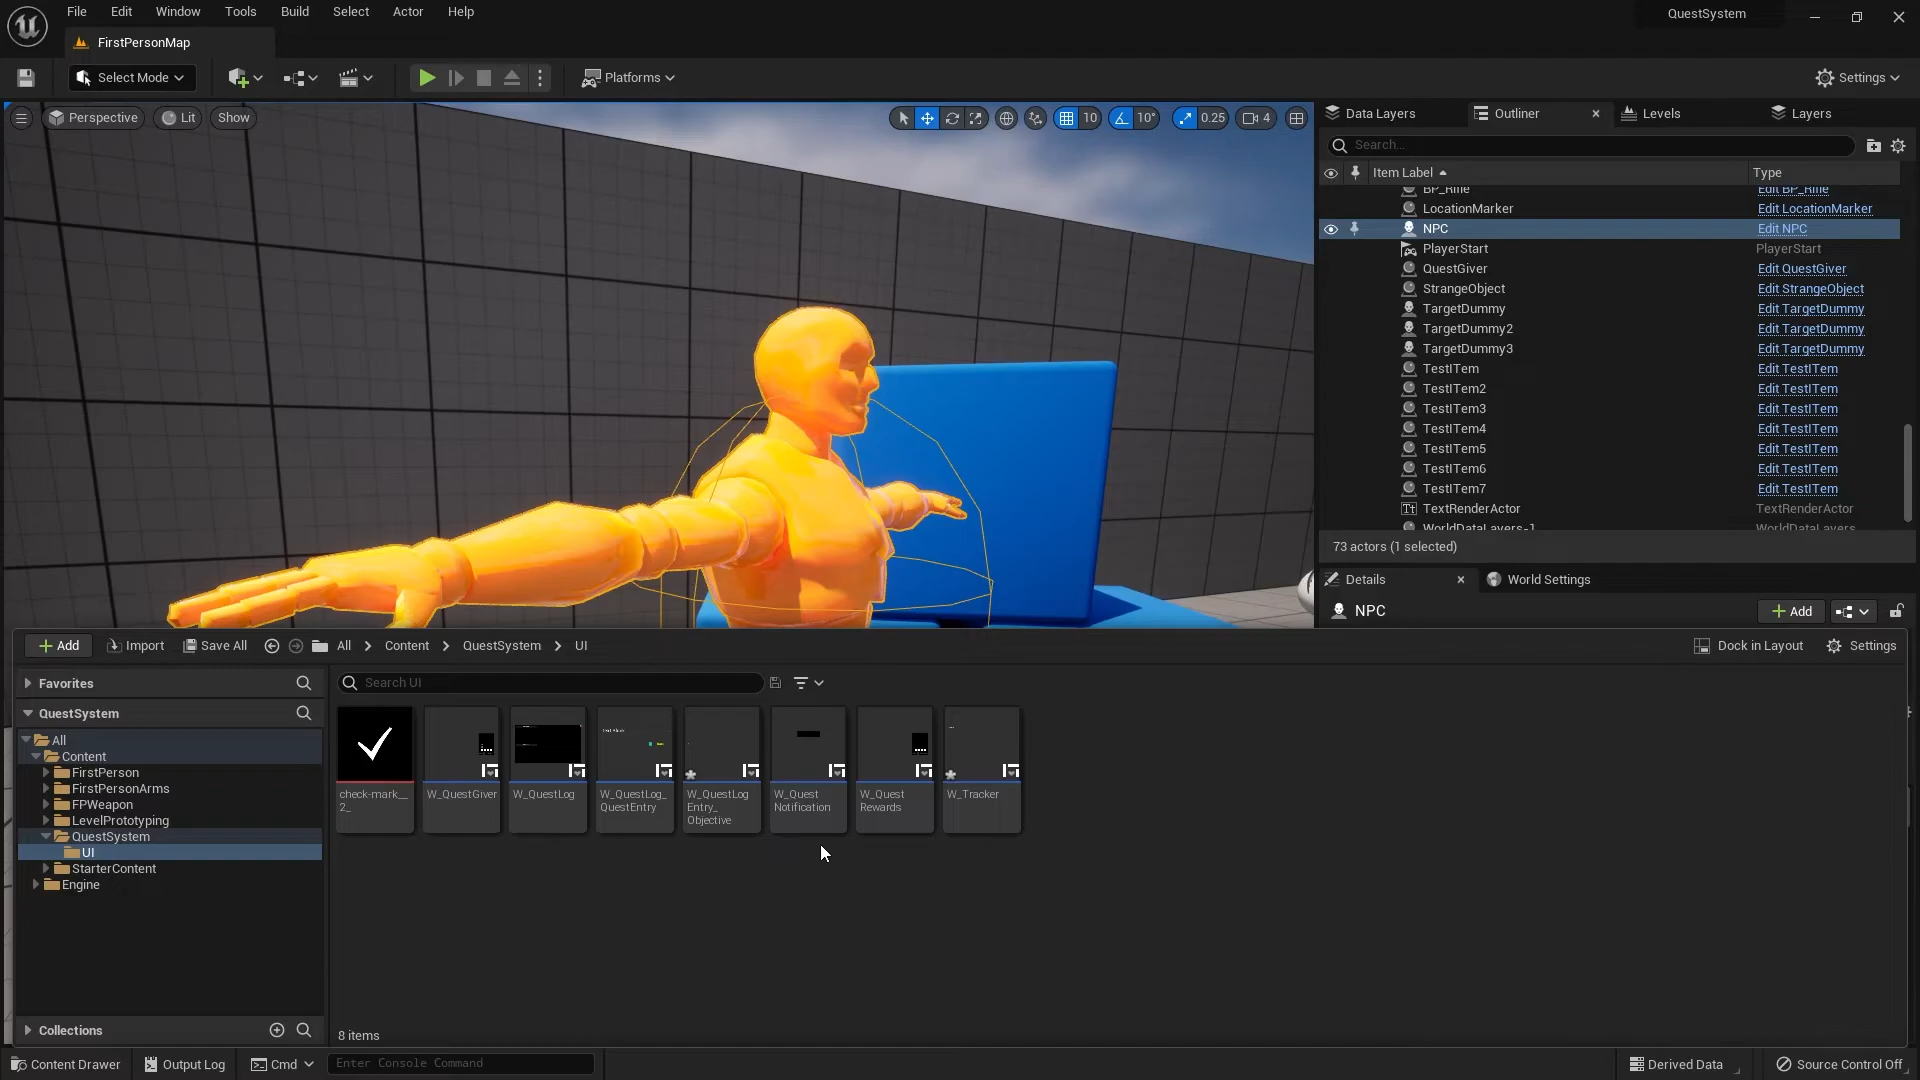 File Edit Window Tools Build Select Actor Help
QuestSystem
FirstPersonMap
Select Mode
Platforms
Settings
Perspective
Lit
Show
10
10°
0.25
4
Data Layers
Outliner
Levels
Layers
Search...
Item Label
Type
BP_Rifle
Edit BP_Rifle
LocationMarker
Edit LocationMarker
NPC
Edit NPC
PlayerStart
PlayerStart
QuestGiver
Edit QuestGiver
StrangeObject
Edit StrangeObject
TargetDummy
Edit TargetDummy
TargetDummy2
Edit TargetDummy
TargetDummy3
Edit TargetDummy
TestITem
Edit TestITem
TestITem2
Edit TestITem
TestITem3
Edit TestITem
TestITem4
Edit TestITem
TestITem5
Edit TestITem
TestITem6
Edit TestITem
TestITem7
Edit TestITem
TextRenderActor
TextRenderActor
WorldDataLayers-1
WorldDataLayers
73 actors (1 selected)
Details
World Settings
NPC
Add
Add
Import
Save All
All
Content
QuestSystem
UI
Dock in Layout
Settings
Favorites
QuestSystem
All
Content
FirstPerson
FirstPersonArms
FPWeapon
LevelPrototyping
QuestSystem
UI
StarterContent
Engine
Collections
Search UI
check-mark__
2_
W_QuestGiver
W_QuestLog
W_QuestLog_
QuestEntry
W_QuestLog
Entry_
Objective
W_Quest
Notification
W_Quest
Rewards
W_Tracker
8 items
Content Drawer
Output Log
Cmd
Enter Console Command
Derived Data
Source Control Off